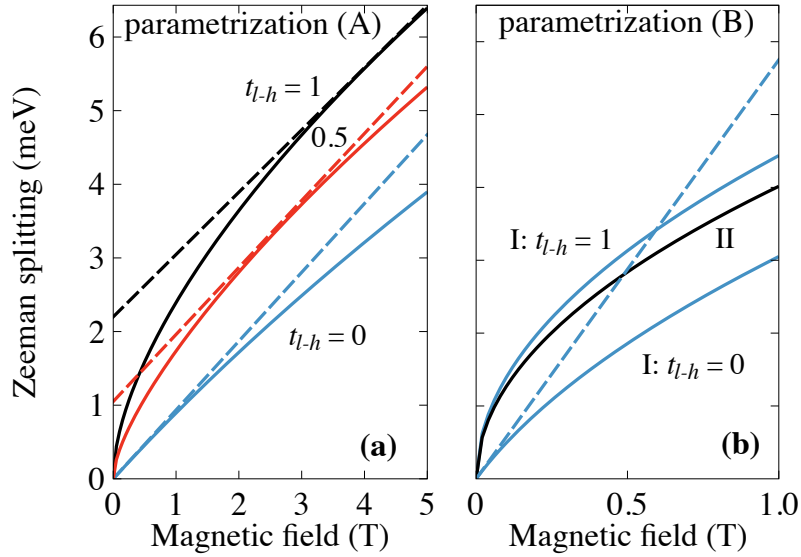 Zeeman splitting (meV)
parametrization (A)
t_{l-h} = 1
0.5
t_{l-h} = 0
(a)
0
1
2
3
4
5
6
0 1 2 3 4 5
Magnetic field (T)
parametrization (B)
I: t_{l-h} = 1
II
I: t_{l-h} = 0
(b)
0 0.5 1.0
Magnetic field (T)